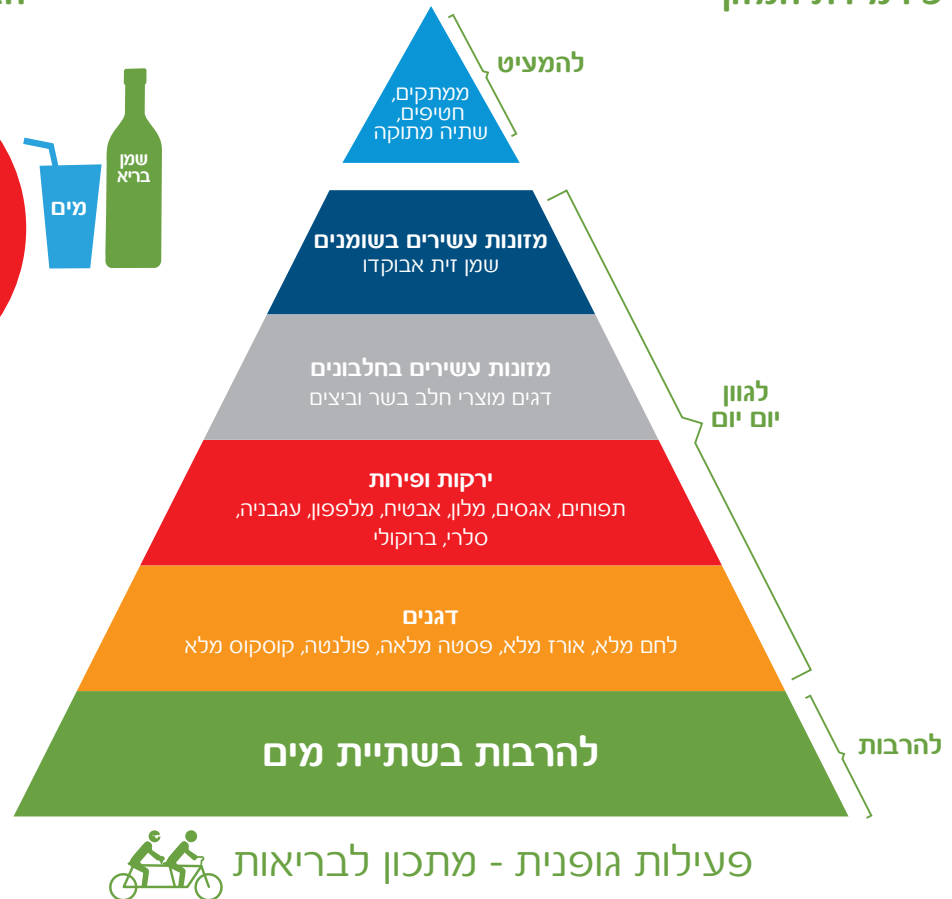 להמעיט
ממתקים,
חטיפים,
שתיה מתוקה
שמן
בריא
מים
מזונות עשירים בשומנים
שמן זית אבוקדו
מזונות עשירים בחלבונים
דגים מוצרי חלב בשר וביצים
לגוון
יום יום
ירקות ופירות
תפוחים, אגסים, מלון, אבטיח, מלפפון, עגבניה,
סלרי, ברוקולי
דגנים
לחם מלא, אורז מלא, פסטה מלאה, פולנטה, קוסקוס מלא
להרבות
להרבות בשתיית מים
פעילות גופנית - מתכון לבריאות